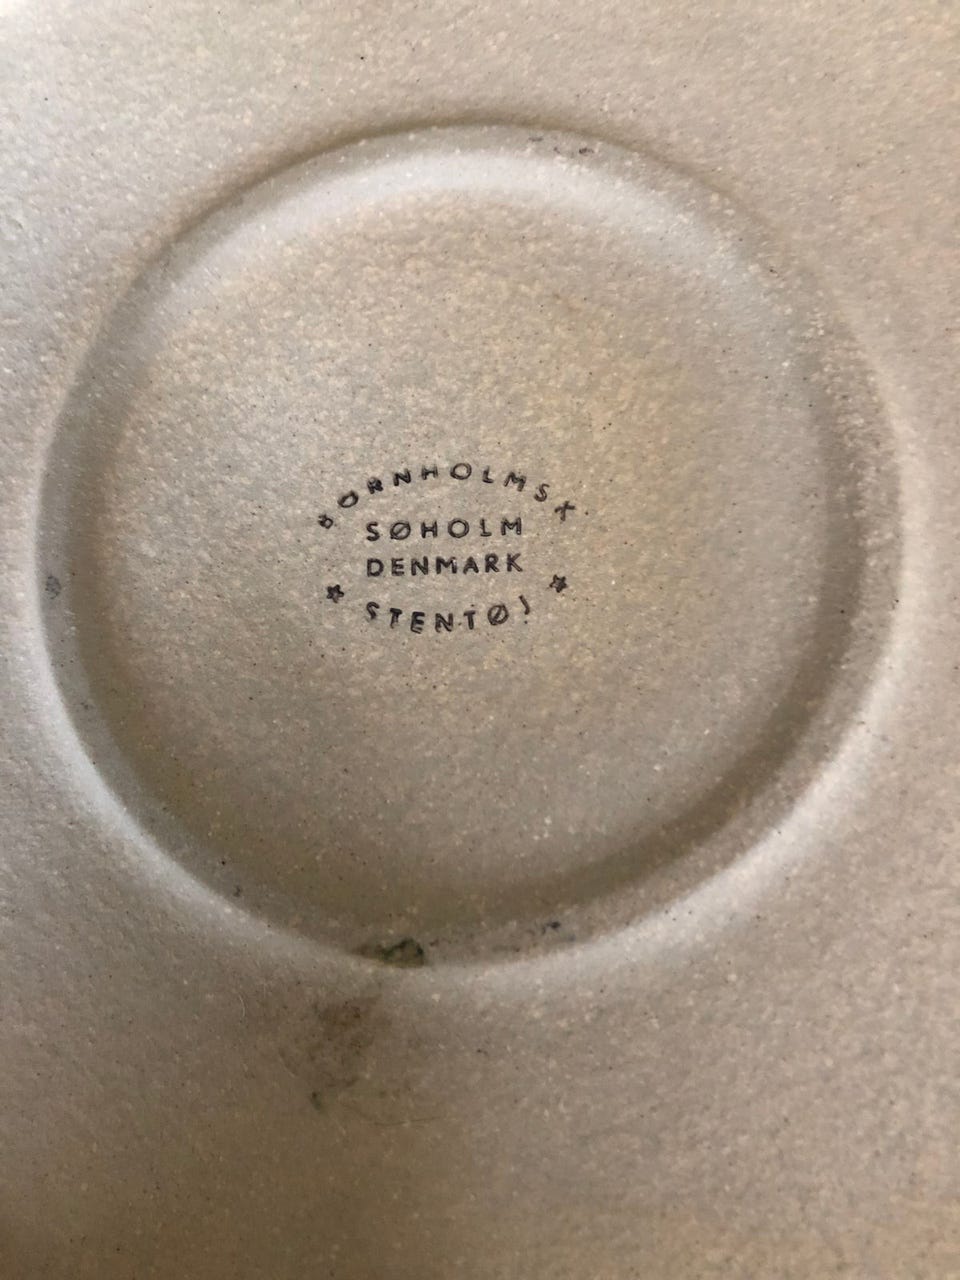 BORNHOLMSK
SØHOLM
DENMARK
★ STENTØJ ★